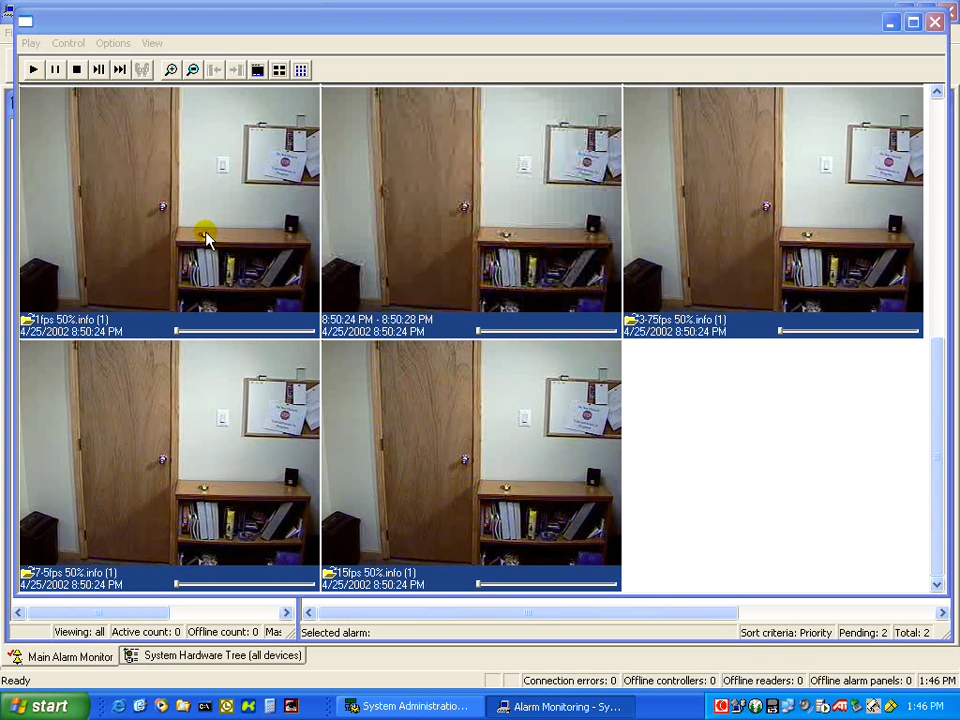 Play Control Options View
1fps 50%.info (1)
4/25/2002 8:50:24 PM
8:50:24 PM - 8:50:28 PM
4/25/2002 8:50:24 PM
3-75fps 50%.info (1)
4/25/2002 8:50:24 PM
7-5fps 50%.info (1)
4/25/2002 8:50:24 PM
15fps 50%.info (1)
4/25/2002 8:50:24 PM
Viewing: all Active count: 0 Offline count: 0 Mas
Selected alarm: Sort criteria: Priority Pending: 2 Total: 2
Main Alarm Monitor System Hardware Tree (all devices)
Ready Connection errors: 0 Offline controllers: 0 Offline readers: 0 Offline alarm panels: 0 1:46 PM
start System Administratio... Alarm Monitoring - Sy... 1:46 PM